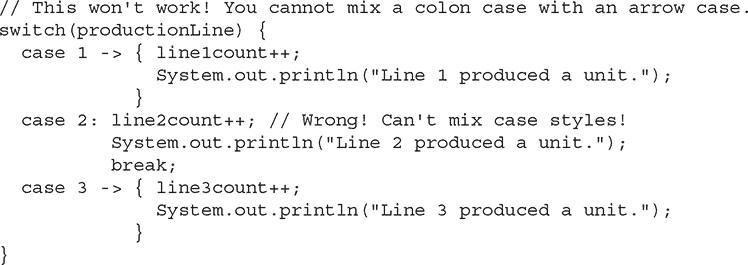 // This won't work! You cannot mix a colon case with an arrow case.
switch(productionLine) {
  case 1 -> { line1count++;
              System.out.println("Line 1 produced a unit.");
            }
  case 2: line2count++; // Wrong! Can't mix case styles!
          System.out.println("Line 2 produced a unit.");
          break;
  case 3 -> { line3count++;
              System.out.println("Line 3 produced a unit.");
            }
}